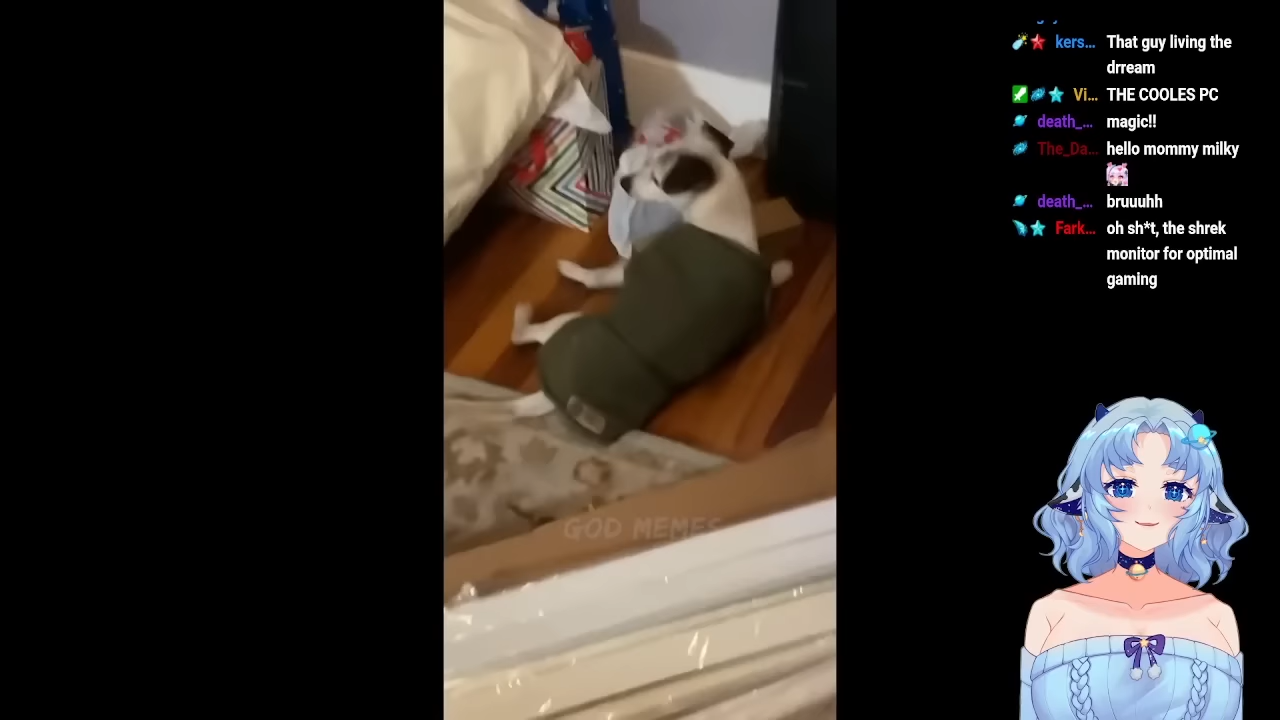 kers... That guy living the
drream
Vi... THE COOLES PC
death_... magic!!
The_Da... hello mommy milky
death_... bruuuhh
Fark... oh sh*t, the shrek
monitor for optimal
gaming
GOD MEMES